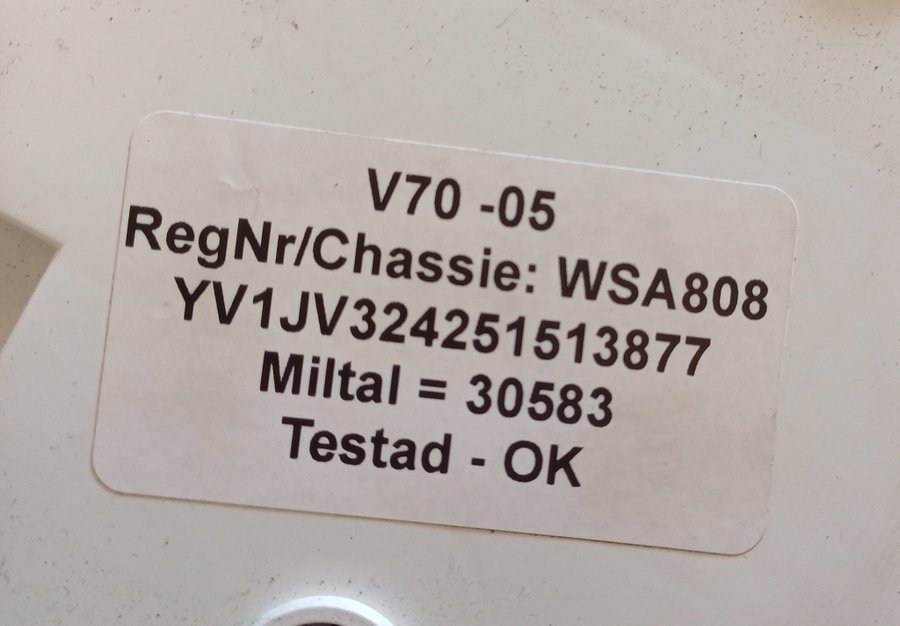 V70 -05
RegNr/Chassie: WSA808
YV1JV324251513877
Miltal = 30583
Testad - OK